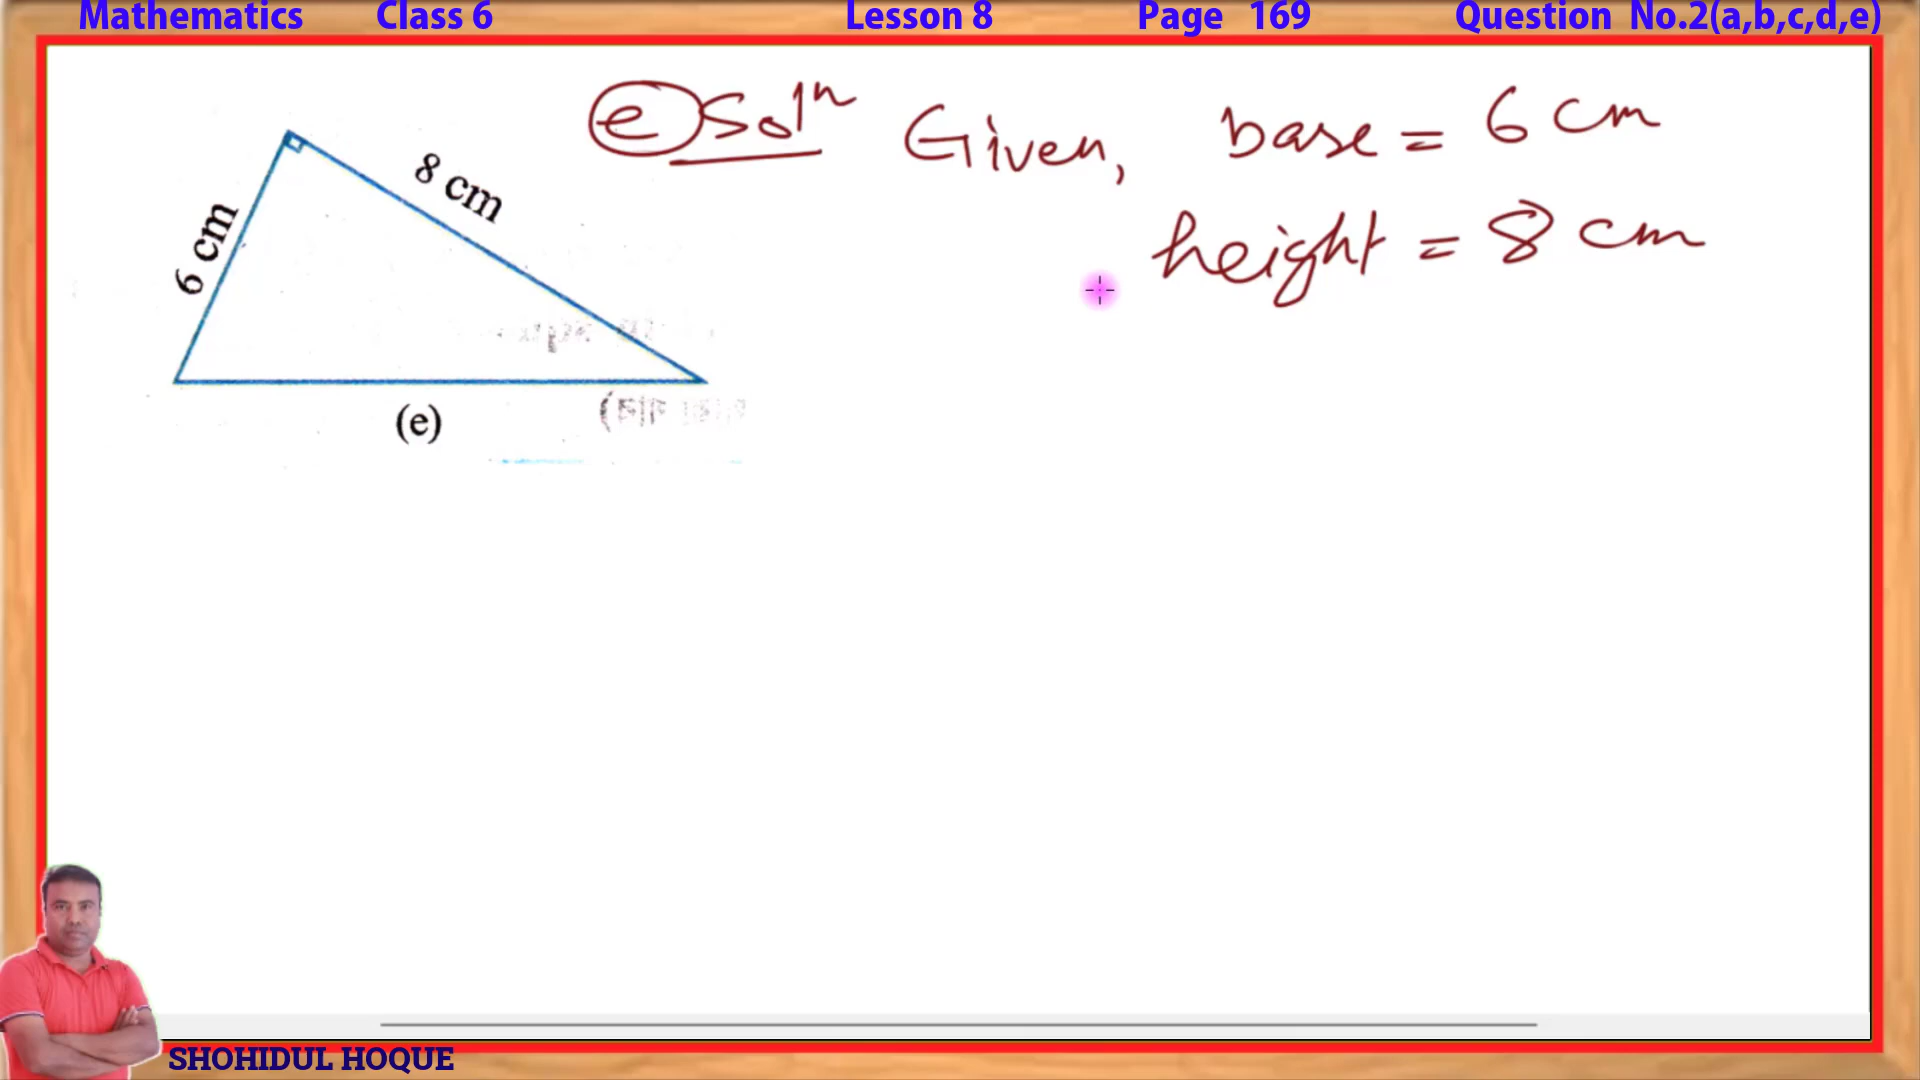 Mathematics Class 6 Lesson 8 Page 169 Question No.2(a,b,c,d,e)
e Solⁿ Given, base = 6 cm
height = 8 cm
8 cm
6 cm
(e)
SHOHIDUL HOQUE